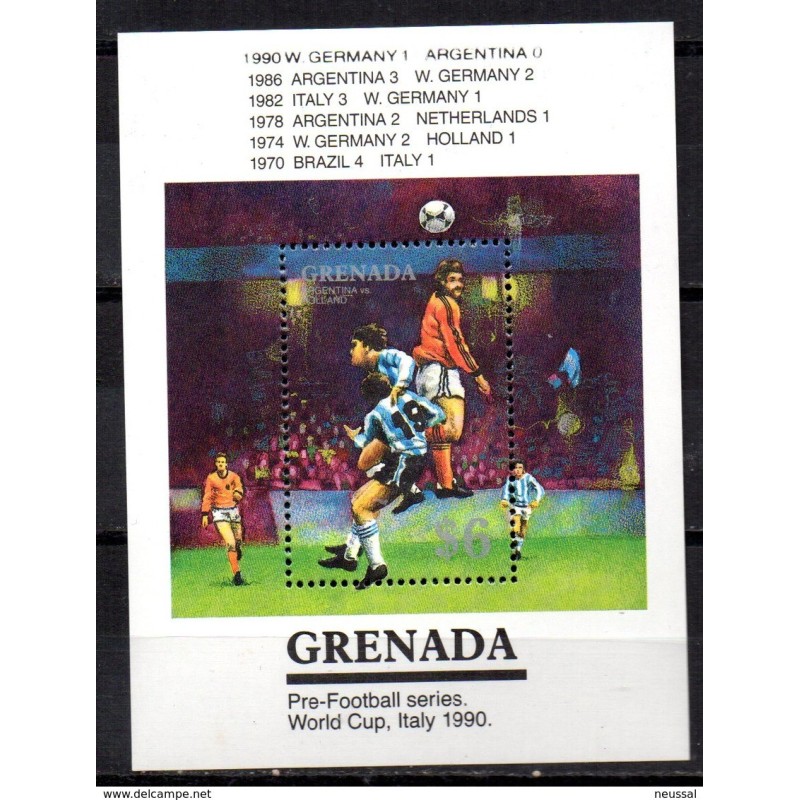 1990 W. GERMANY 1 ARGENTINA 0
1986 ARGENTINA 3 W. GERMANY 2
1982 ITALY 3 W. GERMANY 1
1978 ARGENTINA 2 NETHERLANDS 1
1974 W. GERMANY 2 HOLLAND 1
1970 BRAZIL 4 ITALY 1
GRENADA
ARGENTINA vs.
HOLLAND
19
$6
GRENADA
Pre-Football series.
World Cup, Italy 1990.
delcampe.net
neussal